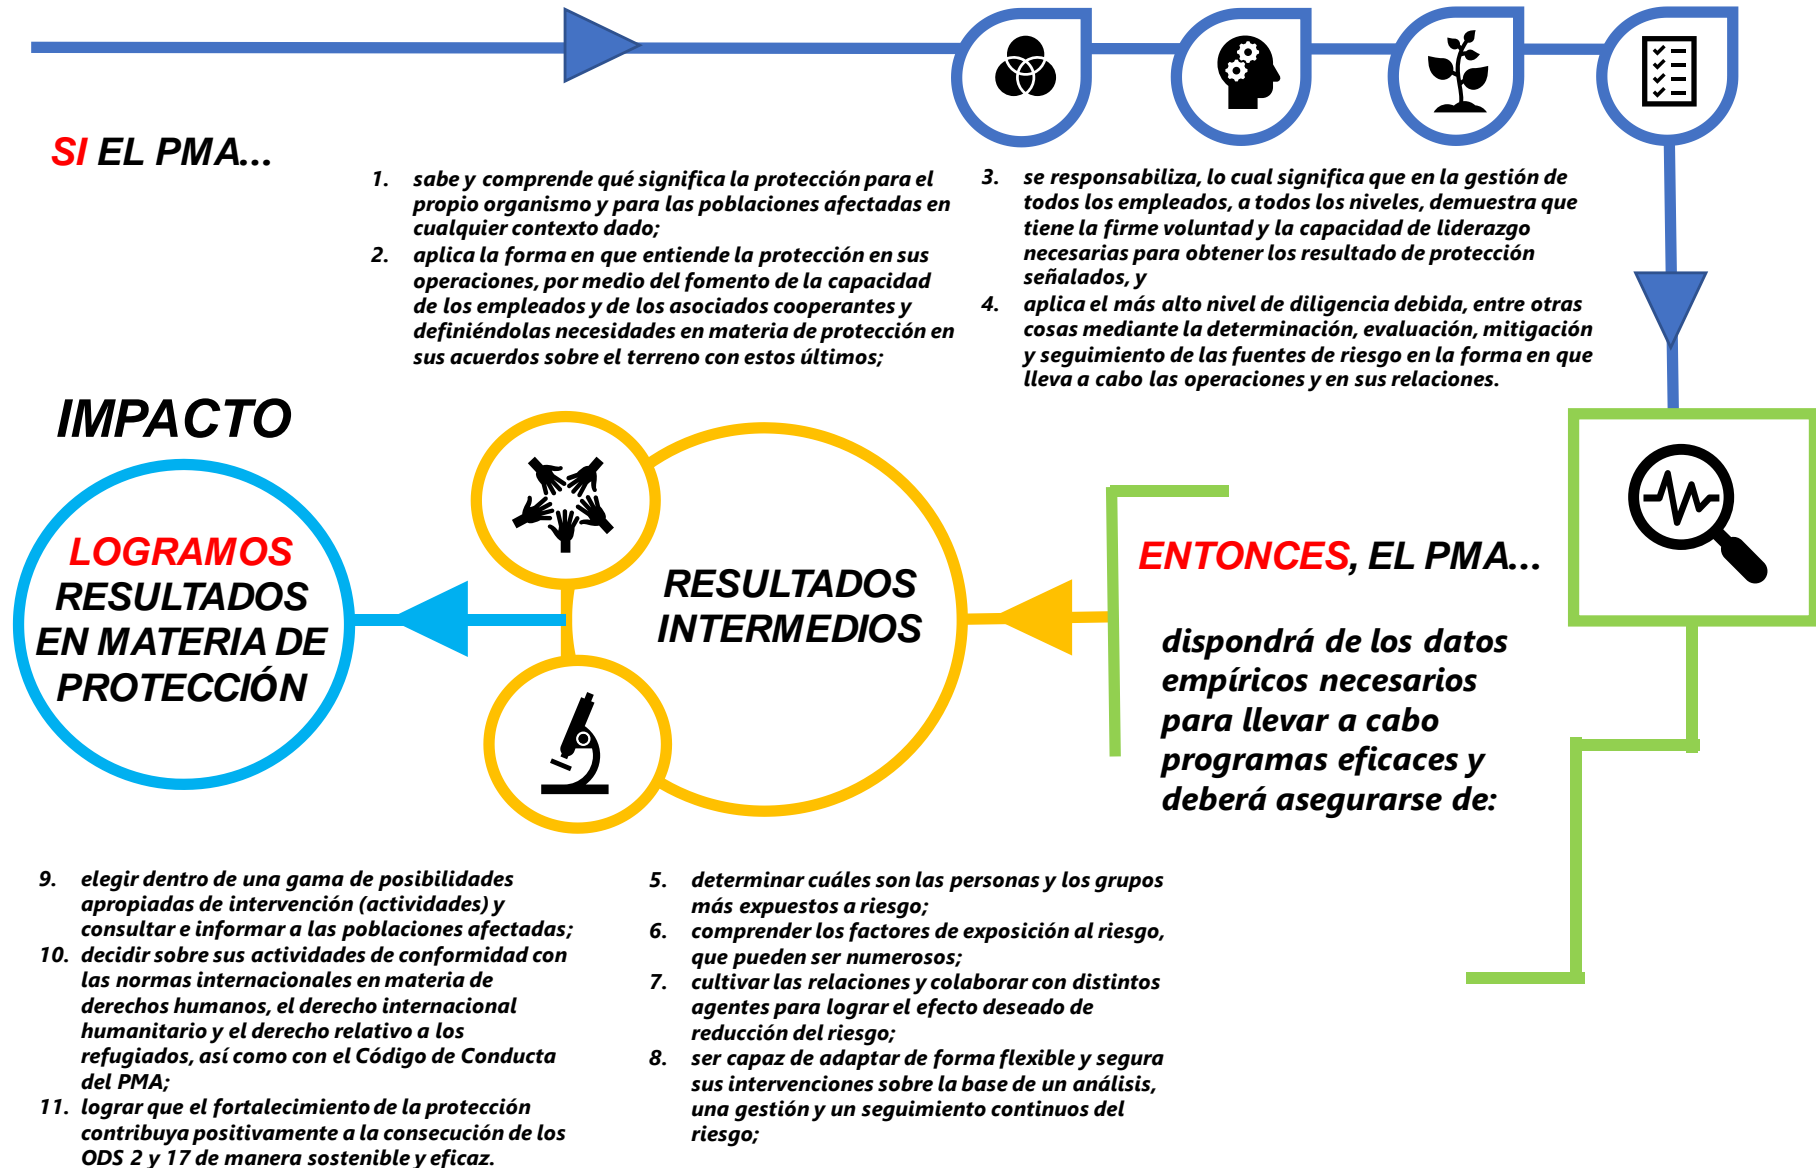 SI EL PMA...
1. sabe y comprende qué significa la protección para el
propio organismo y para las poblaciones afectadas en
cualquier contexto dado;
2. aplica la forma en que entiende la protección en sus
operaciones, por medio del fomento de la capacidad
de los empleados y de los asociados cooperantes y
definiéndolas necesidades en materia de protección en
sus acuerdos sobre el terreno con estos últimos;
3. se responsabiliza, lo cual significa que en la gestión de
todos los empleados, a todos los niveles, demuestra que
tiene la firme voluntad y la capacidad de liderazgo
necesarias para obtener los resultado de protección
señalados, y
4. aplica el más alto nivel de diligencia debida, entre otras
cosas mediante la determinación, evaluación, mitigación
y seguimiento de las fuentes de riesgo en la forma en que
lleva a cabo las operaciones y en sus relaciones.
ENTONCES, EL PMA...
dispondrá de los datos
empíricos necesarios
para llevar a cabo
programas eficaces y
deberá asegurarse de:
RESULTADOS
INTERMEDIOS
IMPACTO
LOGRAMOS
RESULTADOS
EN MATERIA DE
PROTECCIÓN
5. determinar cuáles son las personas y los grupos
más expuestos a riesgo;
6. comprender los factores de exposición al riesgo,
que pueden ser numerosos;
7. cultivar las relaciones y colaborar con distintos
agentes para lograr el efecto deseado de
reducción del riesgo;
8. ser capaz de adaptar de forma flexible y segura
sus intervenciones sobre la base de un análisis,
una gestión y un seguimiento continuos del
riesgo;
9. elegir dentro de una gama de posibilidades
apropiadas de intervención (actividades) y
consultar e informar a las poblaciones afectadas;
10. decidir sobre sus actividades de conformidad con
las normas internacionales en materia de
derechos humanos, el derecho internacional
humanitario y el derecho relativo a los
refugiados, así como con el Código de Conducta
del PMA;
11. lograr que el fortalecimiento de la protección
contribuya positivamente a la consecución de los
ODS 2 y 17 de manera sostenible y eficaz.